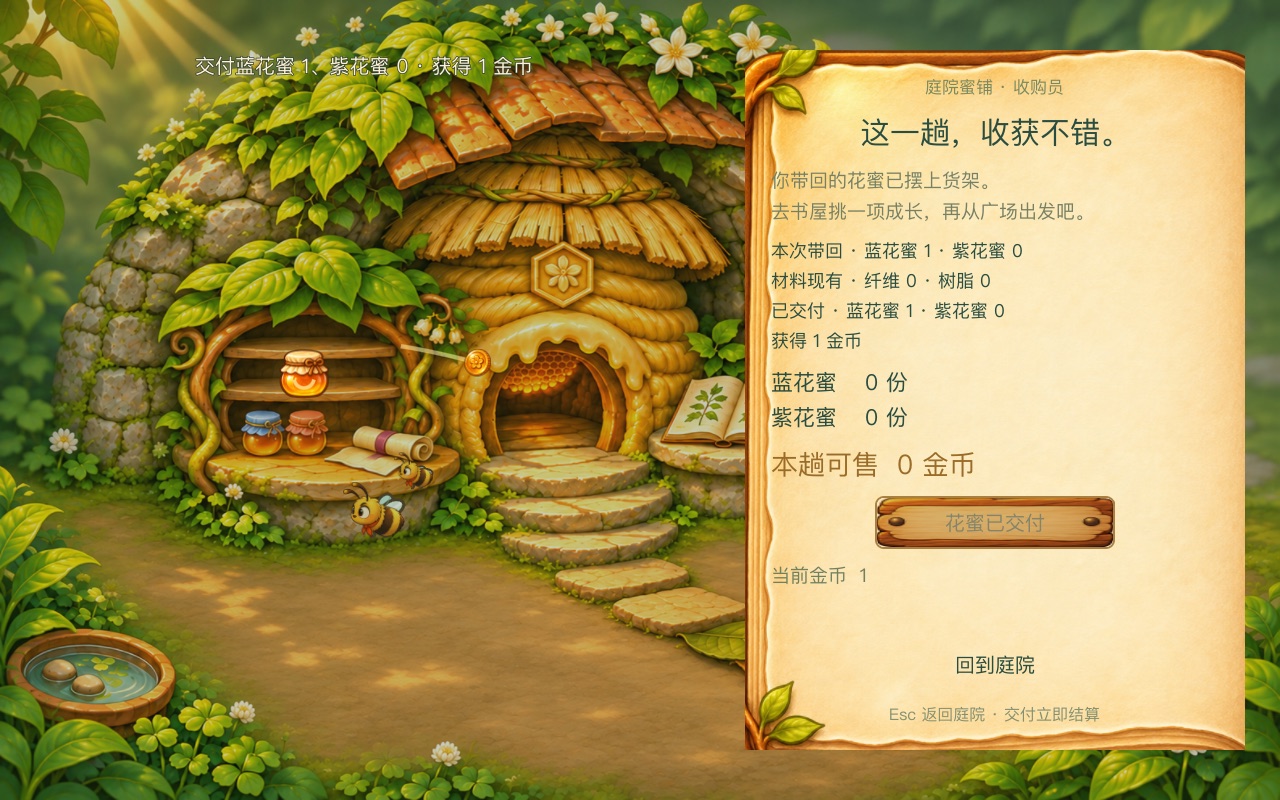 交付蓝花蜜 1、紫花蜜 0 · 获得 1 金币
庭院蜜铺 · 收购员
这一趟，收获不错。
你带回的花蜜已摆上货架。
去书屋挑一项成长，再从广场出发吧。
本次带回 · 蓝花蜜 1 · 紫花蜜 0
材料现有 · 纤维 0 · 树脂 0
已交付 · 蓝花蜜 1 · 紫花蜜 0
获得 1 金币
蓝花蜜 0 份
紫花蜜 0 份
本趟可售 0 金币
花蜜已交付
当前金币 1
回到庭院
Esc 返回庭院 · 交付立即结算